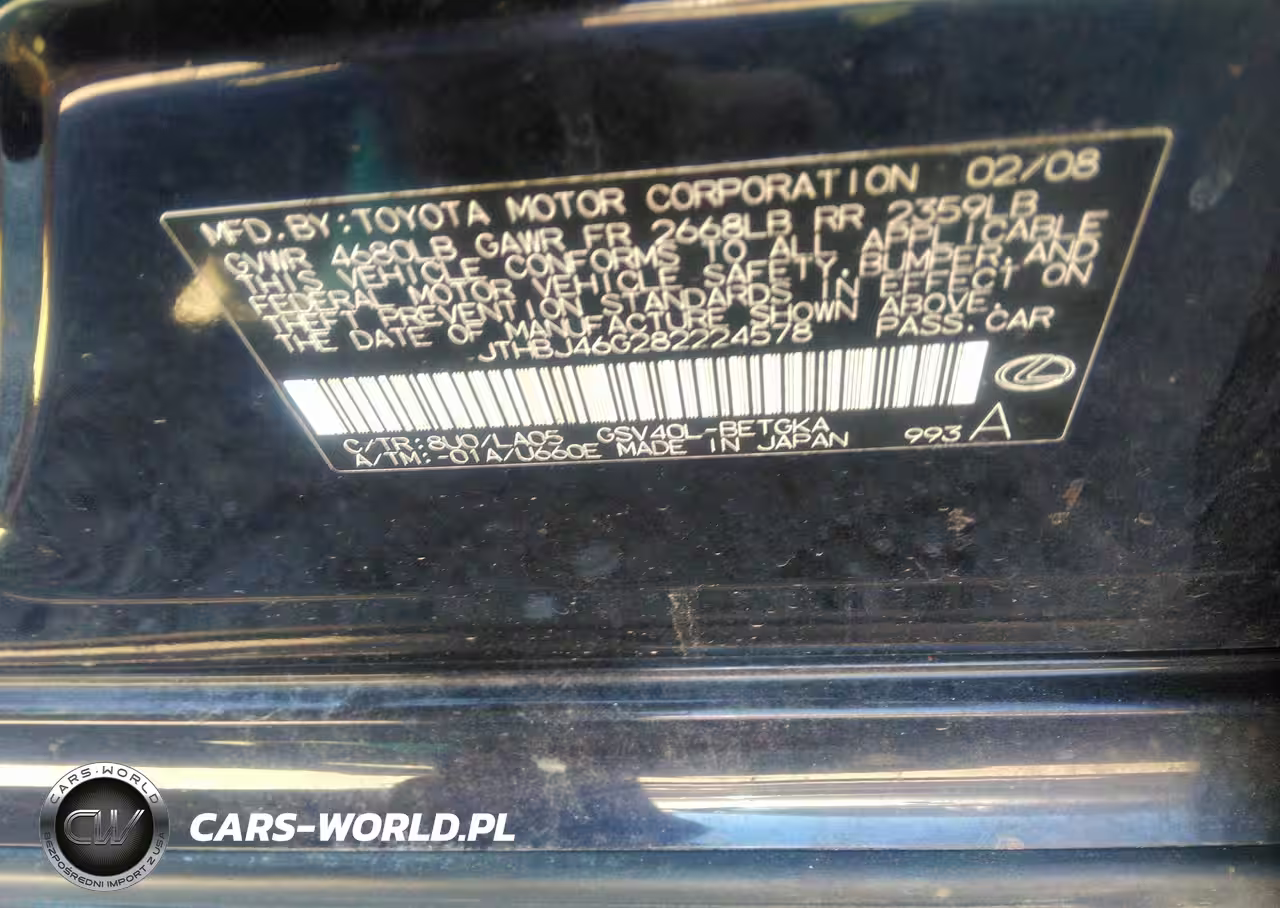 MFD. BY: TOYOTA MOTOR CORPORATION 02/08
GVWR 4680LB GAWR FR 2668LB RR 2359LB
THIS VEHICLE CONFORMS TO ALL APPLICABLE
FEDERAL MOTOR VEHICLE SAFETY, BUMPER, AND
THEFT PREVENTION STANDARDS IN EFFECT ON
THE DATE OF MANUFACTURE SHOWN ABOVE.
JTHBJ46G282224578 PASS. CAR
C/TR: 8U0/LA05 GSV40L-BETGKA
A/TM: -01A/U660E MADE IN JAPAN 993 A
CARS-WORLD
CW
BEZPOŚREDNI IMPORT Z USA
CARS-WORLD.PL